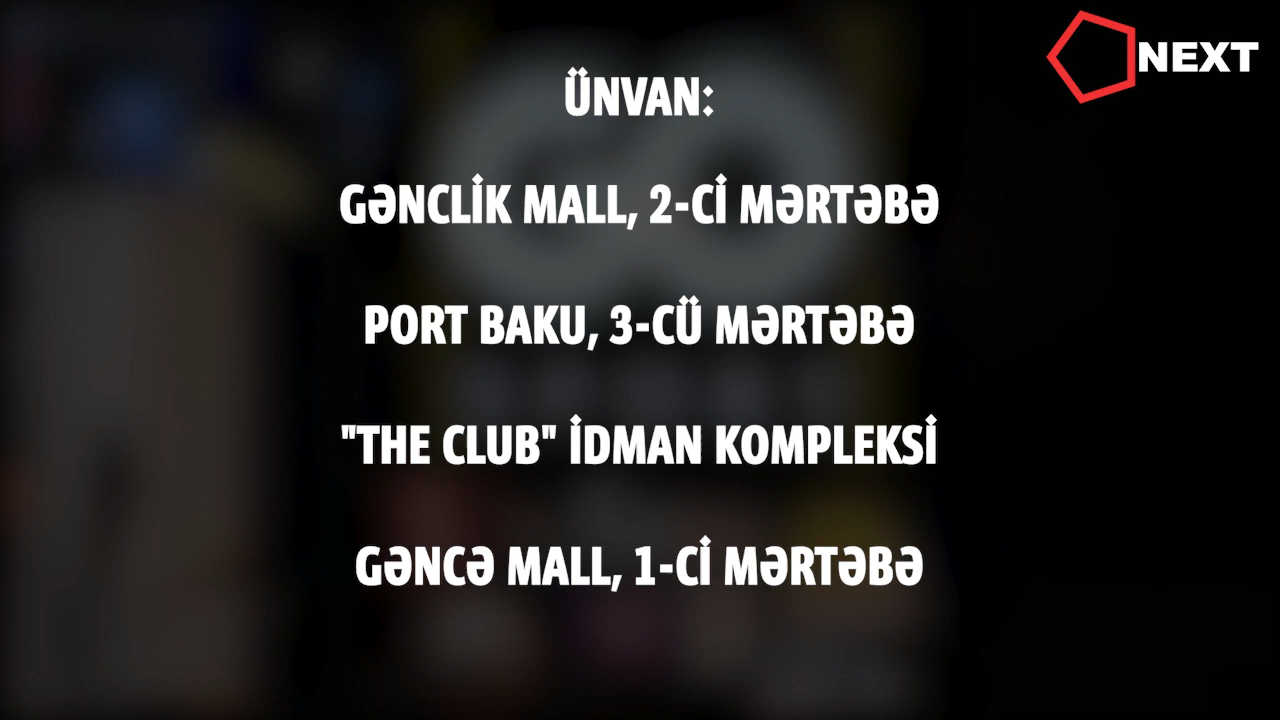 NEXT
ÜNVAN:
GƏNCLİK MALL, 2-Cİ MƏRTƏBƏ
PORT BAKU, 3-CÜ MƏRTƏBƏ
"THE CLUB" İDMAN KOMPLEKSİ
GƏNCƏ MALL, 1-Cİ MƏRTƏBƏ